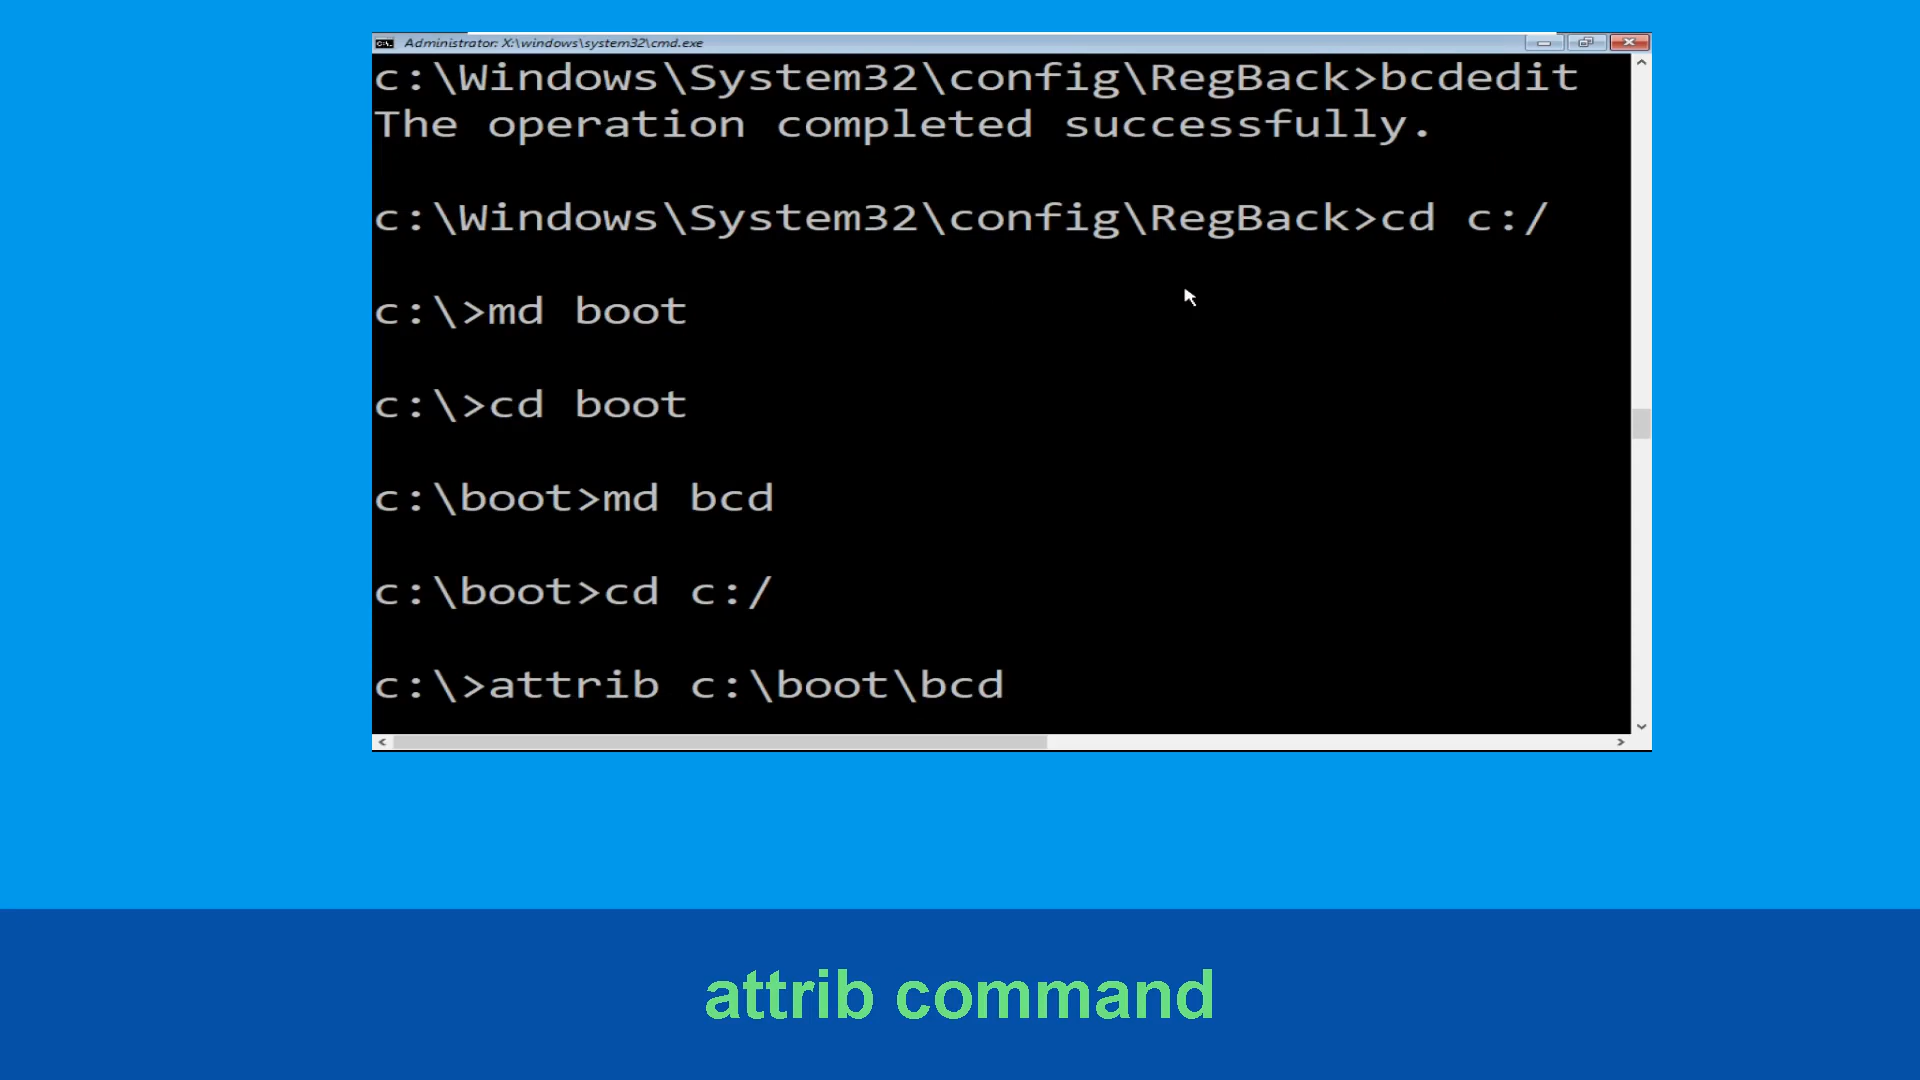 Administrator: X:\windows\system32\cmd.exe
c:\Windows\System32\config\RegBack>bcdedit
The operation completed successfully.
c:\Windows\System32\config\RegBack>cd c:/
c:\>md boot
c:\>cd boot
c:\boot>md bcd
c:\boot>cd c:/
c:\>attrib c:\boot\bcd
attrib command